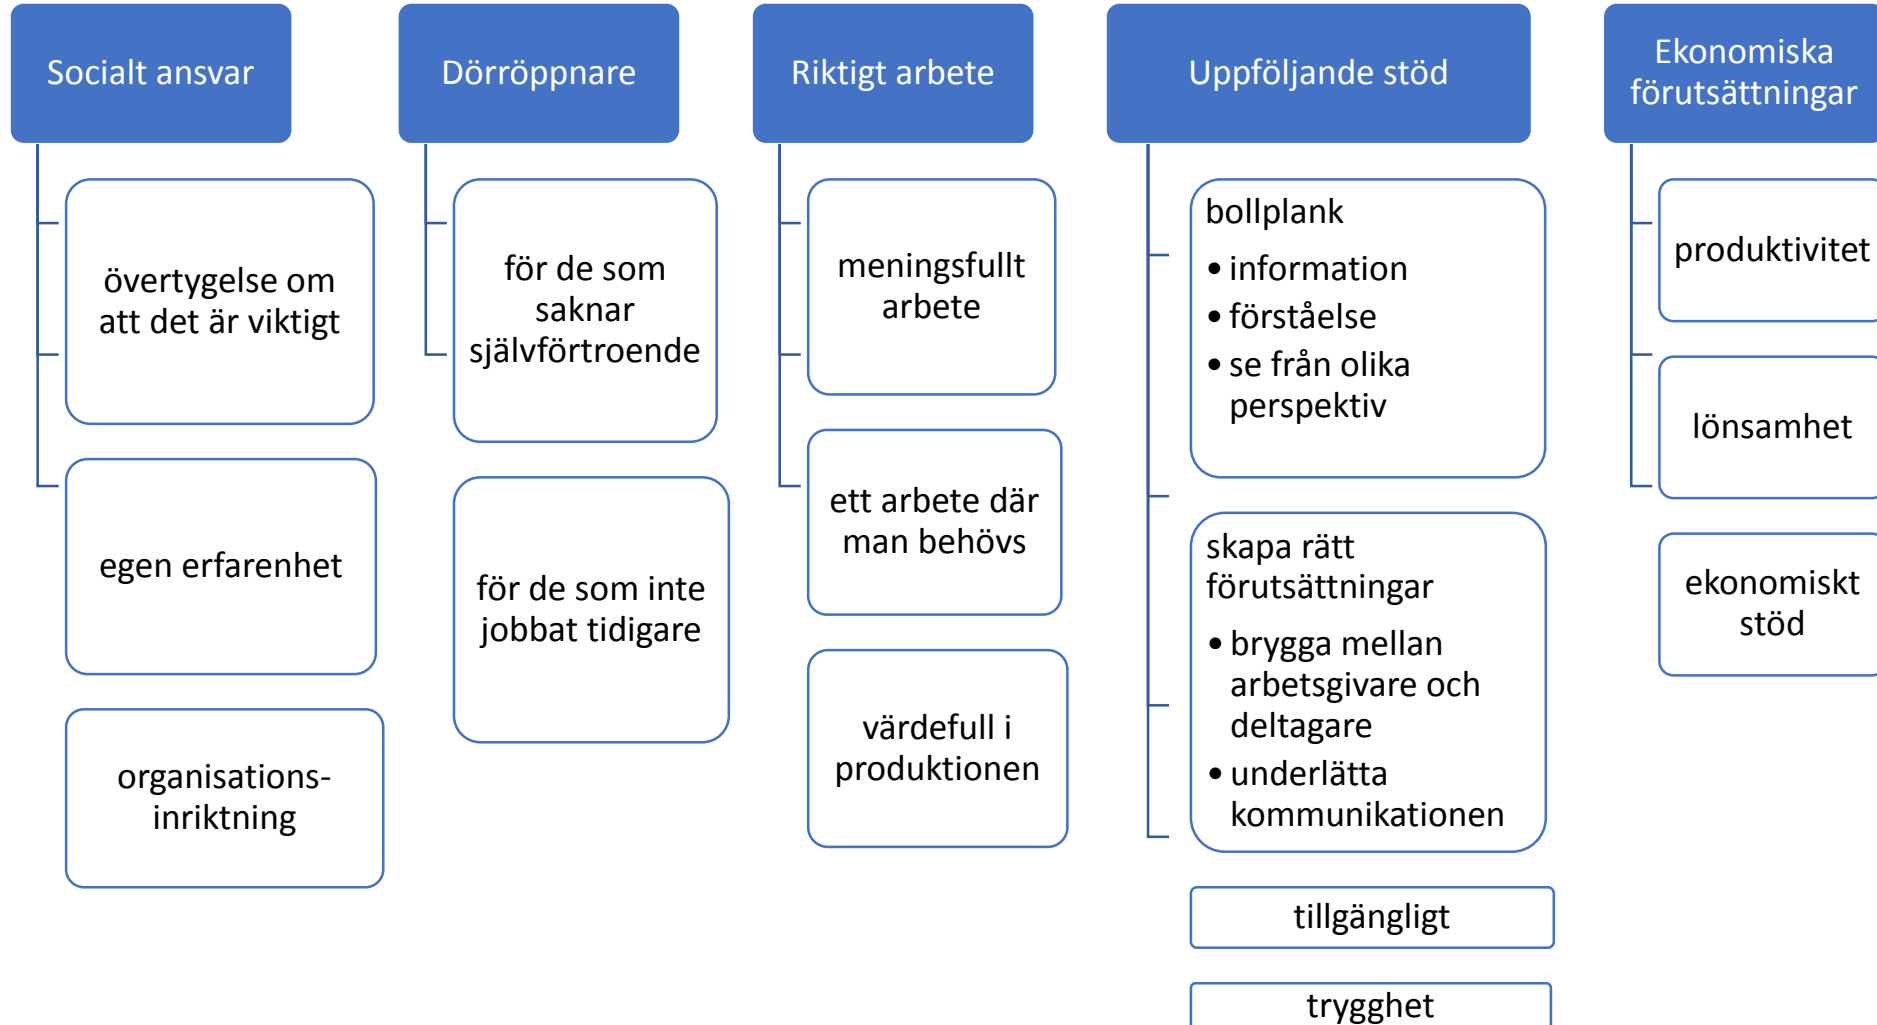 Socialt ansvar
övertygelse om
att det är viktigt
egen erfarenhet
organisations-
inriktning
Dörröppnare
för de som
saknar
självförtroende
för de som inte
jobbat tidigare
Riktigt arbete
meningsfullt
arbete
ett arbete där
man behövs
värdefull i
produktionen
Uppföljande stöd
bollplank
• information
• förståelse
• se från olika
perspektiv
skapa rätt
förutsättningar
• brygga mellan
arbetsgivare och
deltagare
• underlätta
kommunikationen
tillgängligt
trygghet
Ekonomiska
förutsättningar
produktivitet
lönsamhet
ekonomiskt
stöd